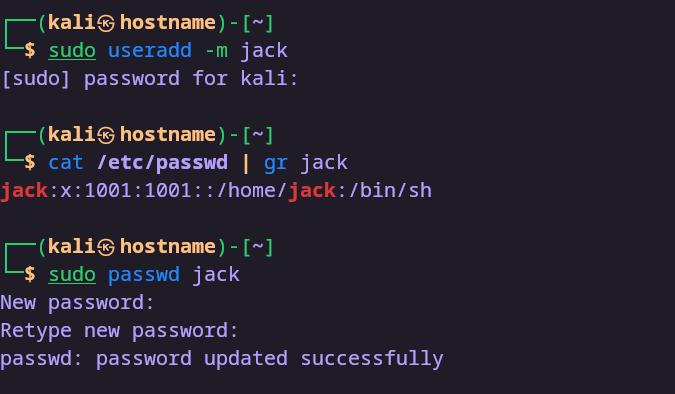 ┌──(kali㉿hostname)-[~]
└─$ sudo useradd -m jack
[sudo] password for kali:
┌──(kali㉿hostname)-[~]
└─$ cat /etc/passwd | gr jack
jack:x:1001:1001::/home/jack:/bin/sh
┌──(kali㉿hostname)-[~]
└─$ sudo passwd jack
New password:
Retype new password:
passwd: password updated successfully